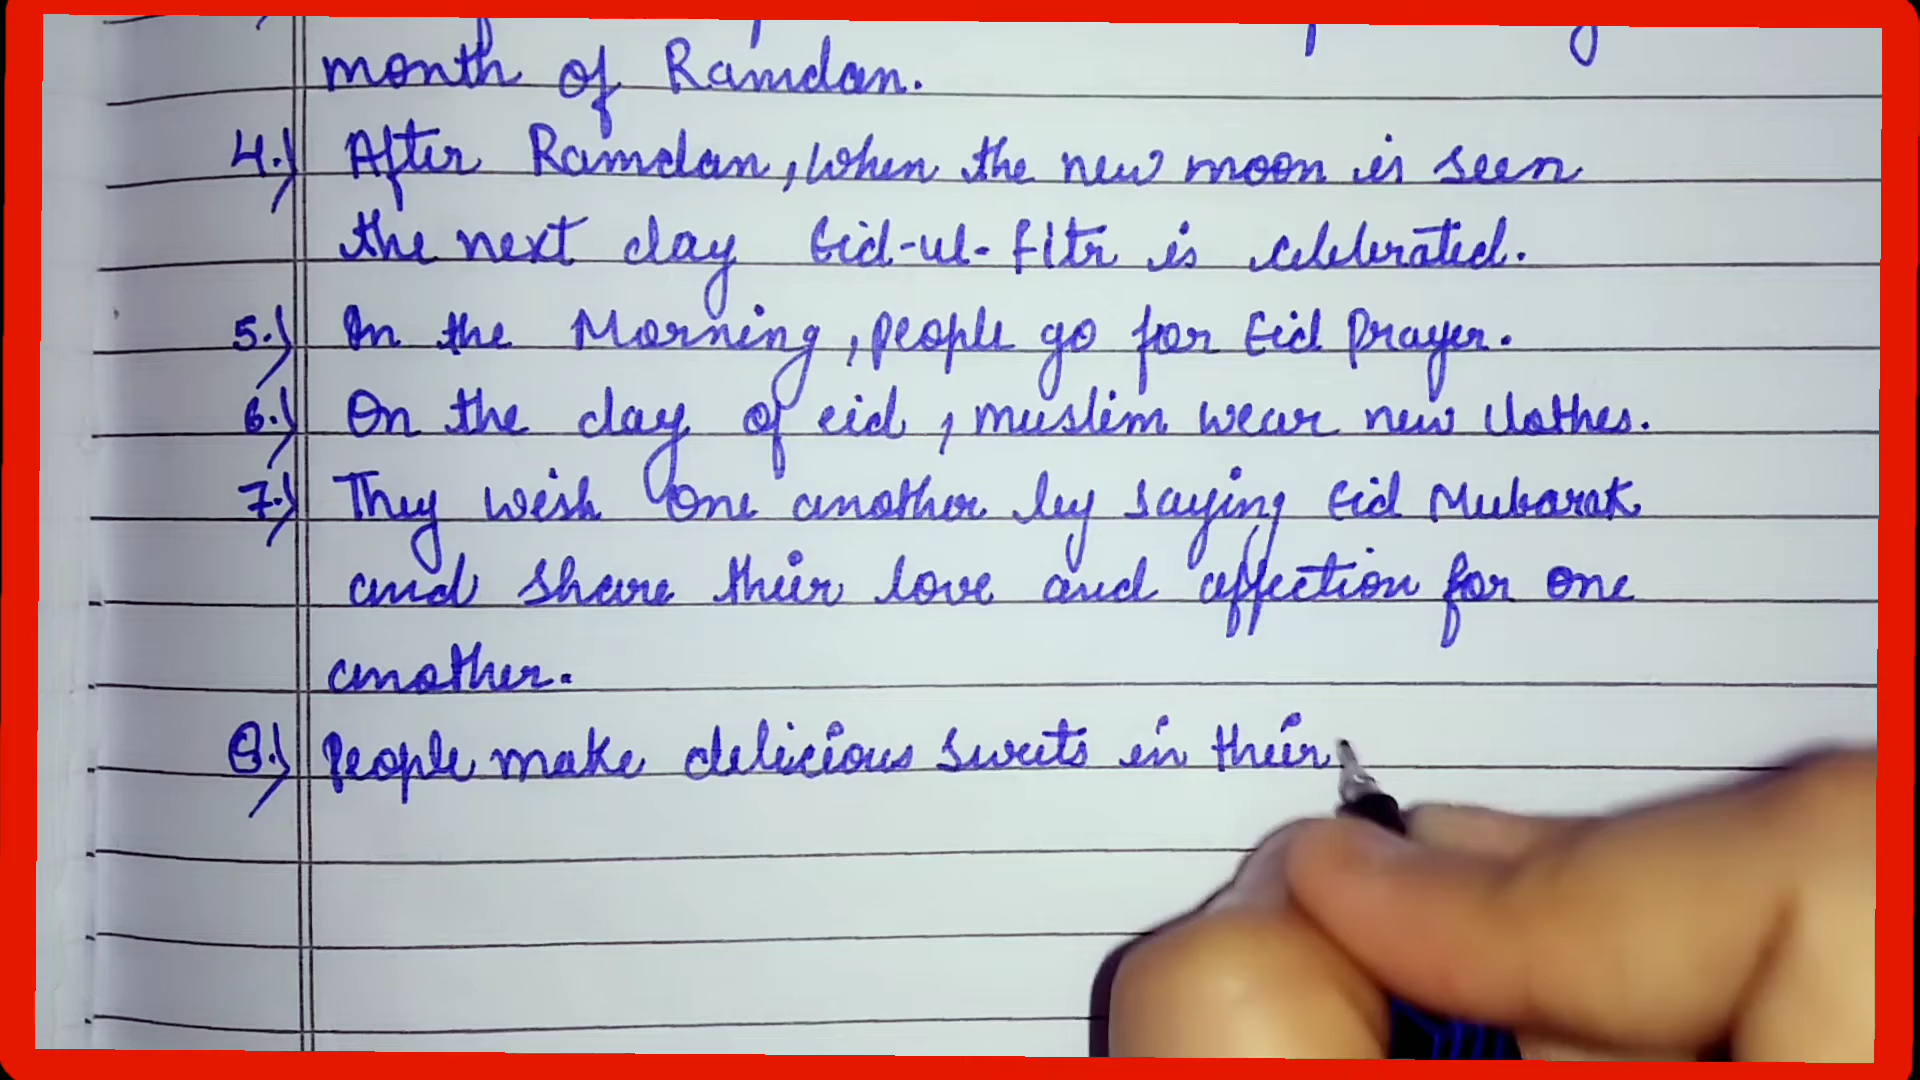 month of Ramdan.
4.) After Ramdan, when the new moon is seen
the next day Eid-ul-Fitr is celebrated.
5.) In the Morning, people go for Eid Prayer.
6.) On the day of eid, muslim wear new clothes.
7.) They wish one another by saying Eid Mubarak
and share their love and affection for one
another.
8.) People make delicious sweets in their